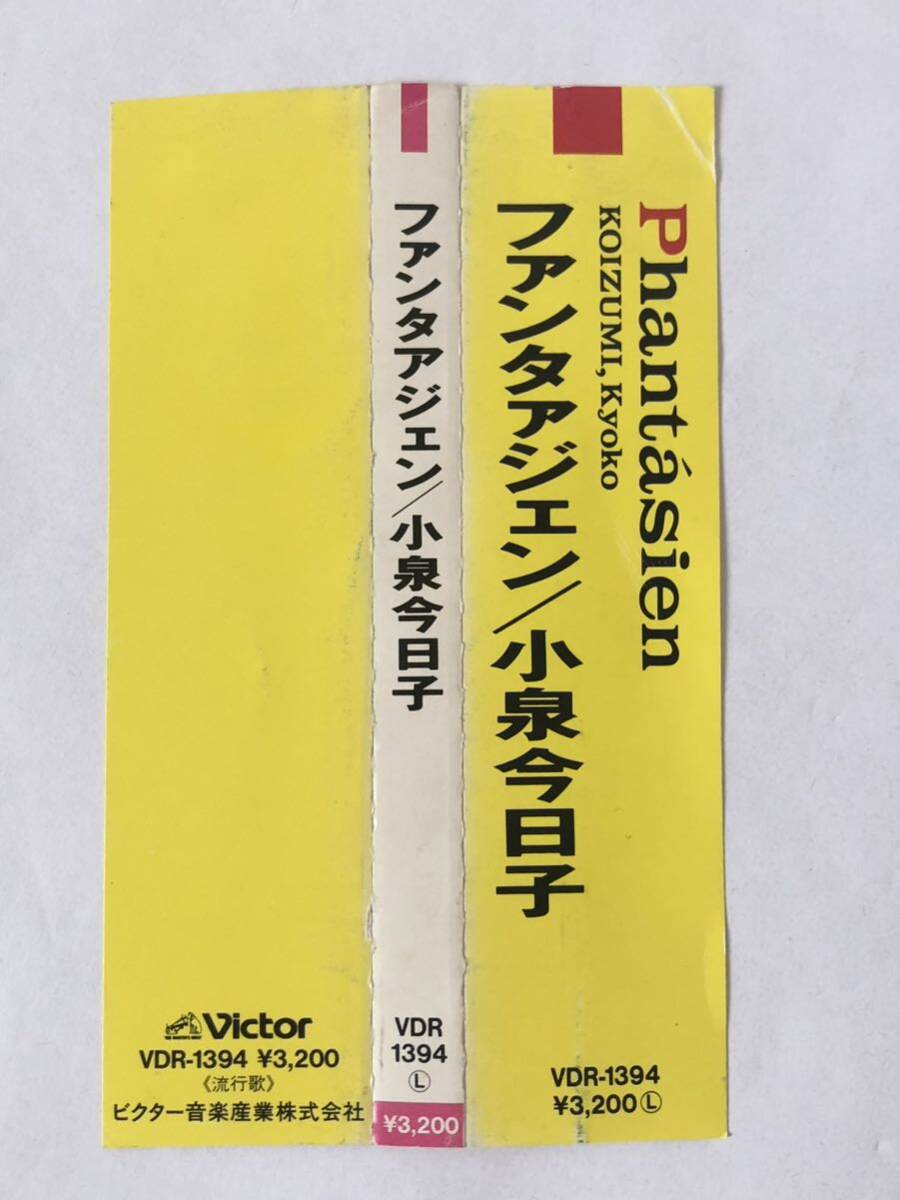 Phantásien
KOIZUMI, Kyoko
ファンタアジェン/小泉今日子
VDR-1394
¥3,200Ⓛ
ファンタアジェン/小泉今日子
VDR
1394
Ⓛ
¥3,200
Victor
VDR-1394 ¥3,200
《流行歌》
ビクター音楽産業株式会社